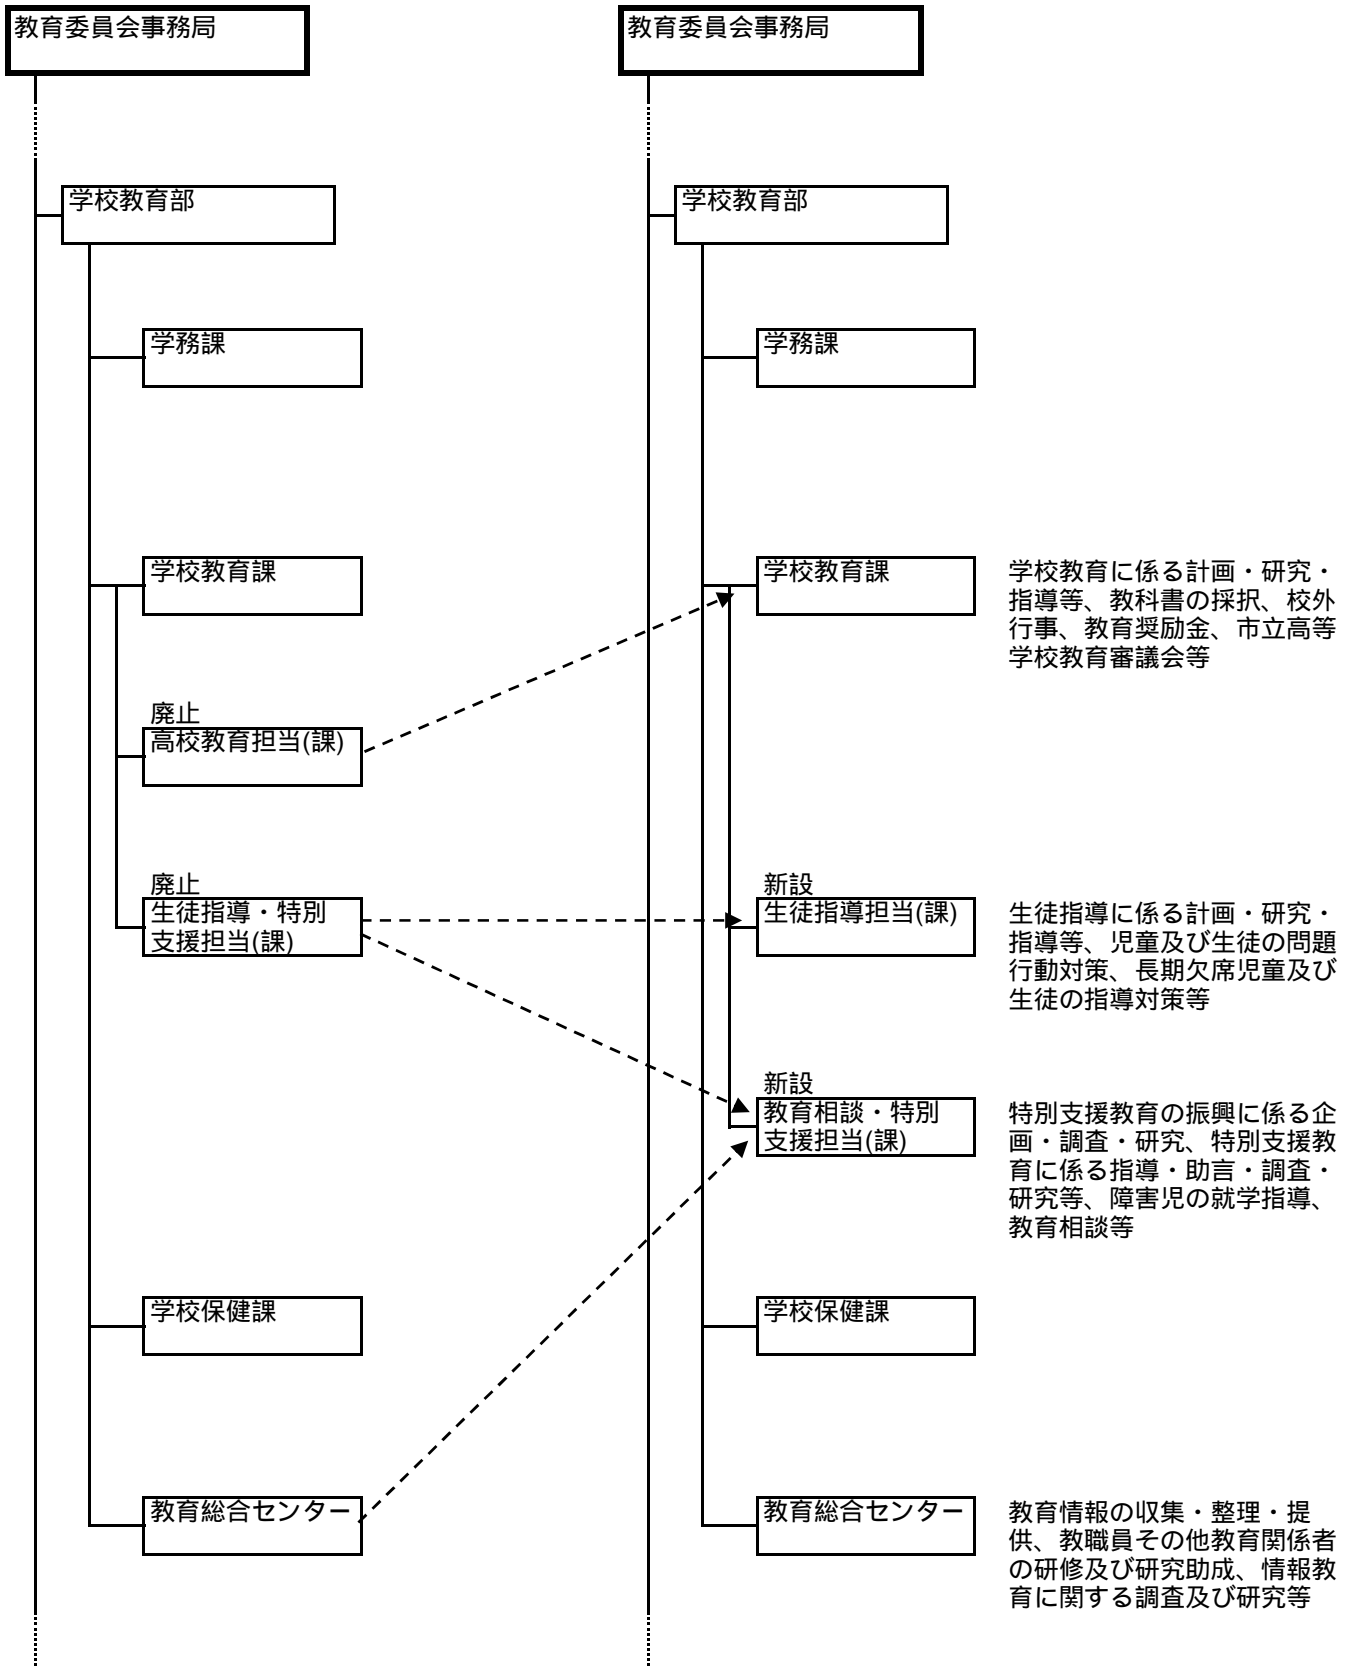 教育委員会事務局
教育委員会事務局
学校教育部
学校教育部
学務課
学務課
学校教育課
学校教育課
学校教育に係る計画・研究・
指導等、教科書の採択、校外
行事、教育奨励金、市立高等
学校教育審議会等
廃止
高校教育担当(課)
廃止
生徒指導・特別
支援担当(課)
新設
生徒指導担当(課)
生徒指導に係る計画・研究・
指導等、児童及び生徒の問題
行動対策、長期欠席児童及び
生徒の指導対策等
新設
教育相談・特別
支援担当(課)
特別支援教育の振興に係る企
画・調査・研究、特別支援教
育に係る指導・助言・調査・
研究等、障害児の就学指導、
教育相談等
学校保健課
学校保健課
教育総合センター
教育総合センター
教育情報の収集・整理・提
供、教職員その他教育関係者
の研修及び研究助成、情報教
育に関する調査及び研究等